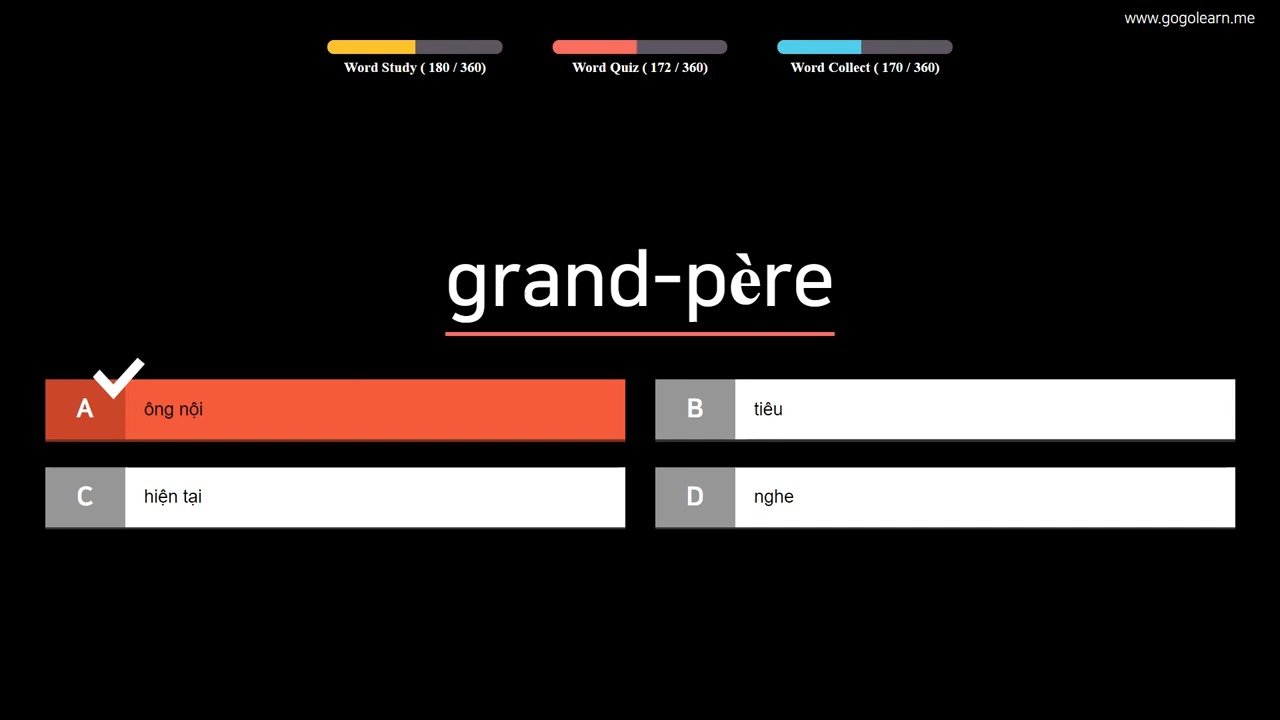 www.gogolearn.me
Word Study ( 180 / 360)
Word Quiz ( 172 / 360)
Word Collect ( 170 / 360)
grand-père
A ông nội
B tiêu
C hiện tại
D nghe